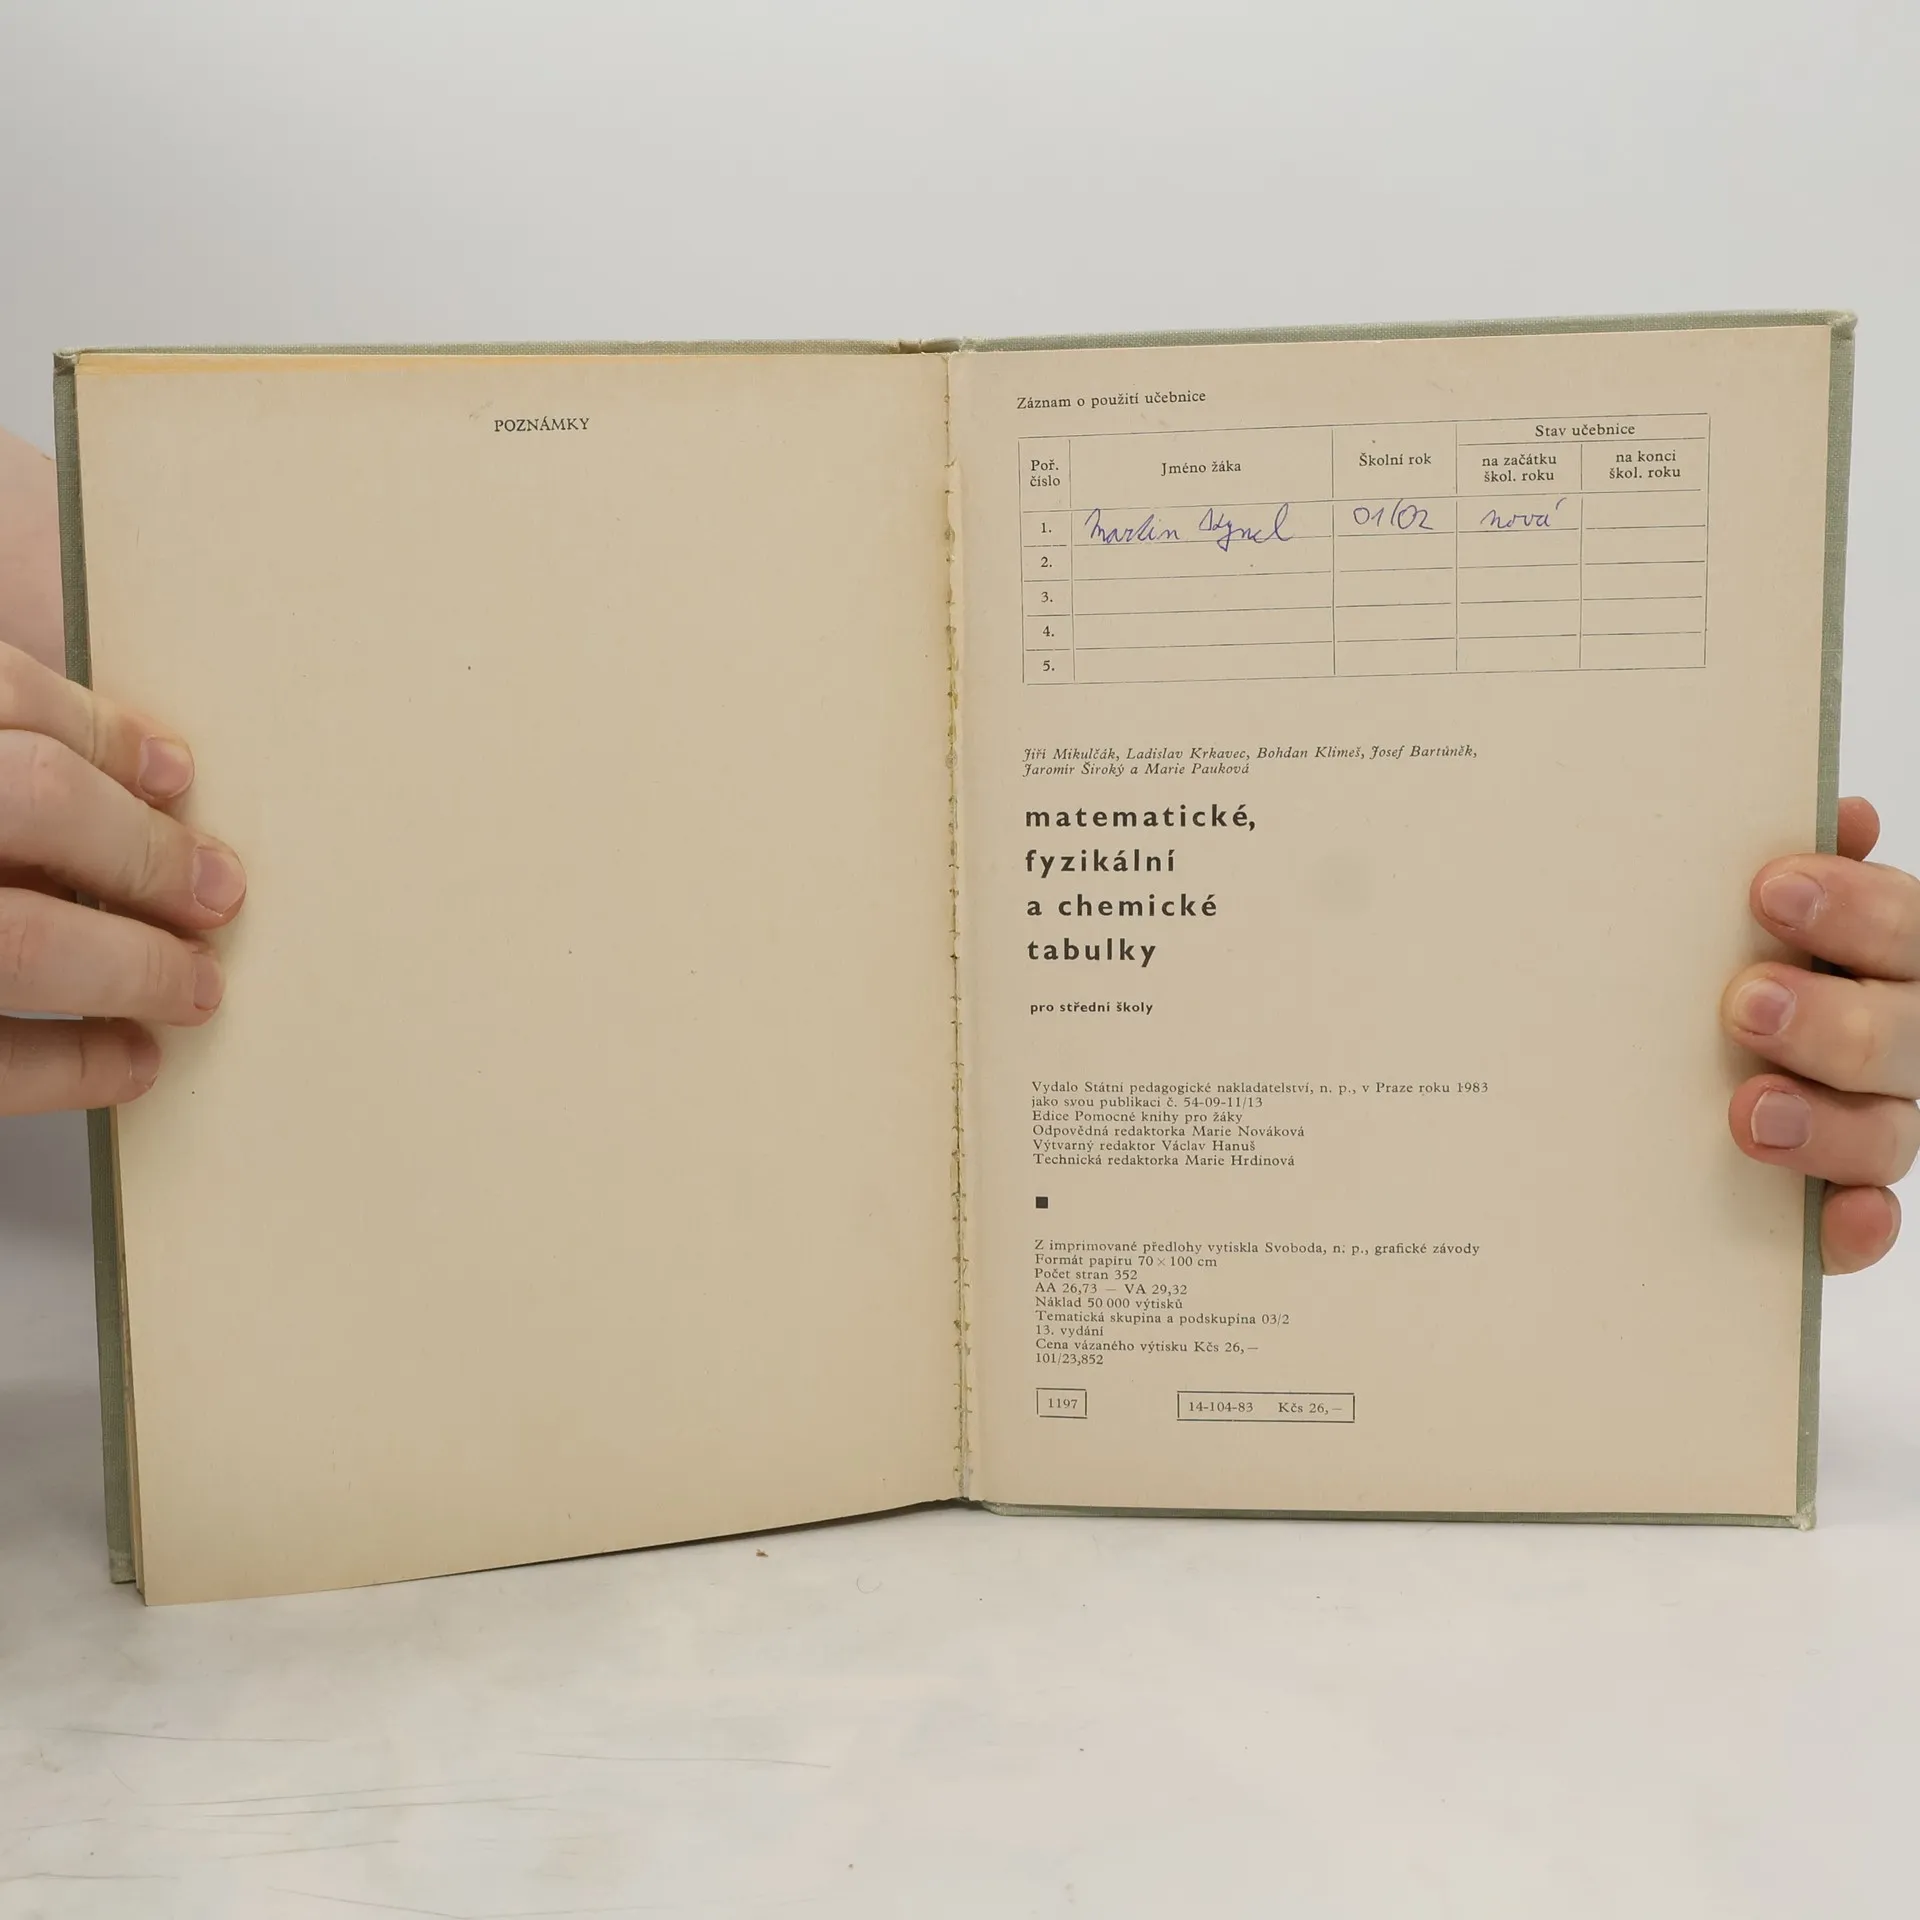 POZNÁMKY
Záznam o použití učebnice
Poř. číslo
Jméno žáka
Školní rok
Stav učebnice
na začátku škol. roku
na konci škol. roku
1. Martin 01/02 nová
2.
3.
4.
5.
Jiří Mikulčák, Ladislav Krkavec, Bohdan Klimeš, Josef Bartůněk,
Jaromír Široký a Marie Pauková
matematické,
fyzikální
a chemické
tabulky
pro střední školy
Vydalo Státní pedagogické nakladatelství, n. p., v Praze roku 1983
jako svou publikaci č. 54-09-11/13
Edice Pomocné knihy pro žáky
Odpovědná redaktorka Marie Nováková
Výtvarný redaktor Václav Hanuš
Technická redaktorka Marie Hrdinová
Z imprimované předlohy vytiskla Svoboda, n. p., grafické závody
Formát papíru 70 × 100 cm
Počet stran 352
AA 26,73 — VA 29,32
Náklad 50 000 výtisků
Tematická skupina a podskupina 03/2
13. vydání
Cena vázaného výtisku Kčs 26,—
101/23,852
1197
14-104-83 Kčs 26,—